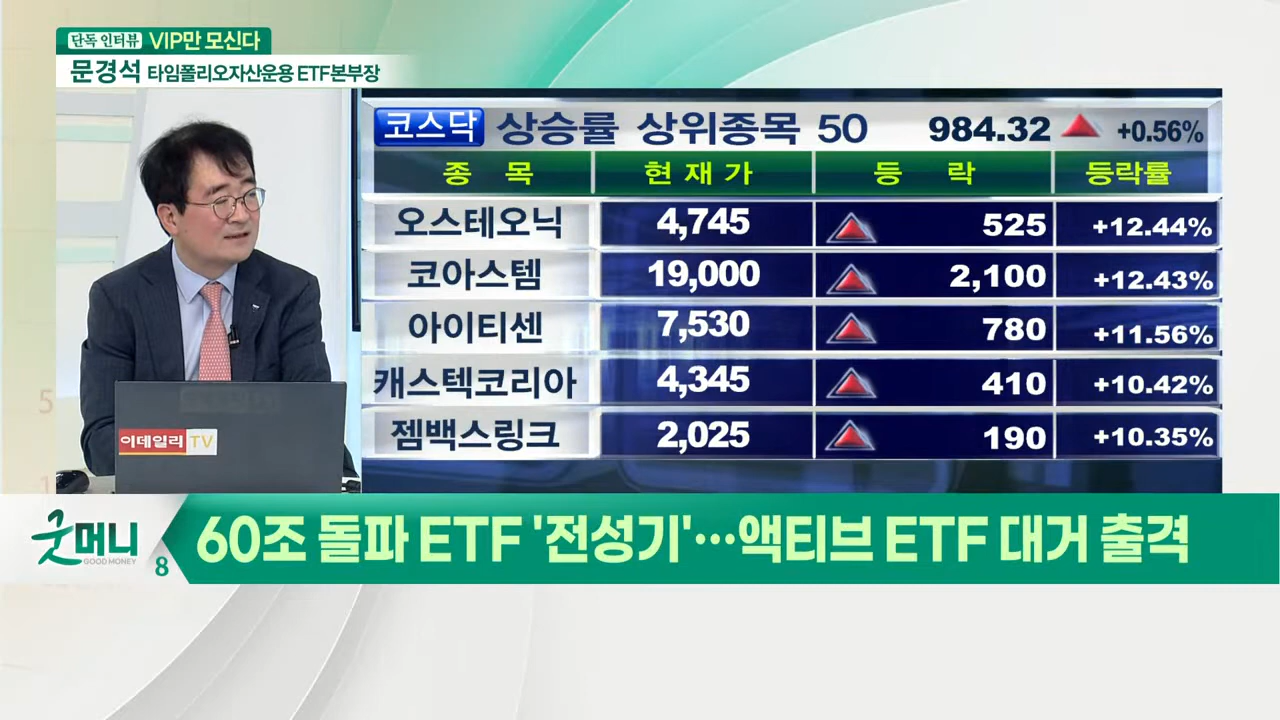 단독 인터뷰 VIP만 모신다
문경석 타임폴리오자산운용 ETF본부장
코스닥 상승률 상위종목 50 984.32 +0.56%
종 목 현 재 가 등 락 등락률
오스테오닉 4,745 525 +12.44%
코아스템 19,000 2,100 +12.43%
아이티센 7,530 780 +11.56%
캐스텍코리아 4,345 410 +10.42%
젬백스링크 2,025 190 +10.35%
이데일리 TV
5
1
굿머니
GOOD MONEY
8
60조 돌파 ETF '전성기'…액티브 ETF 대거 출격